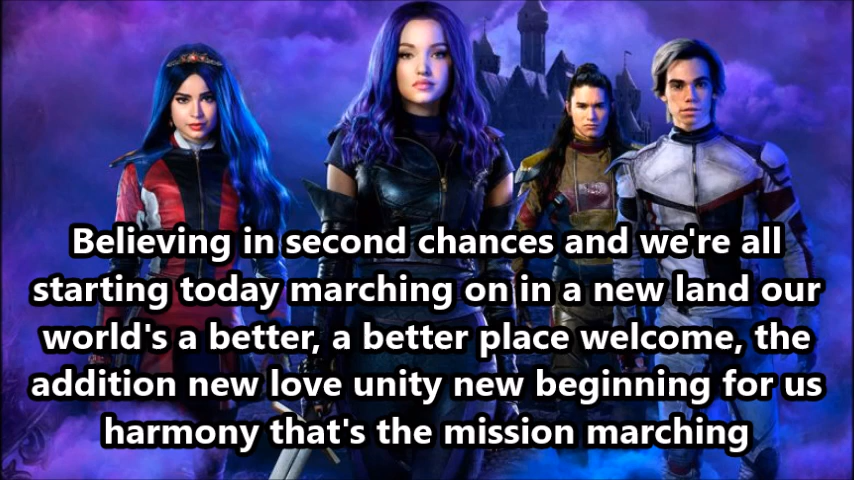 Believing in second chances and we're all
starting today marching on in a new land our
world's a better, a better place welcome, the
addition new love unity new beginning for us
harmony that's the mission marching